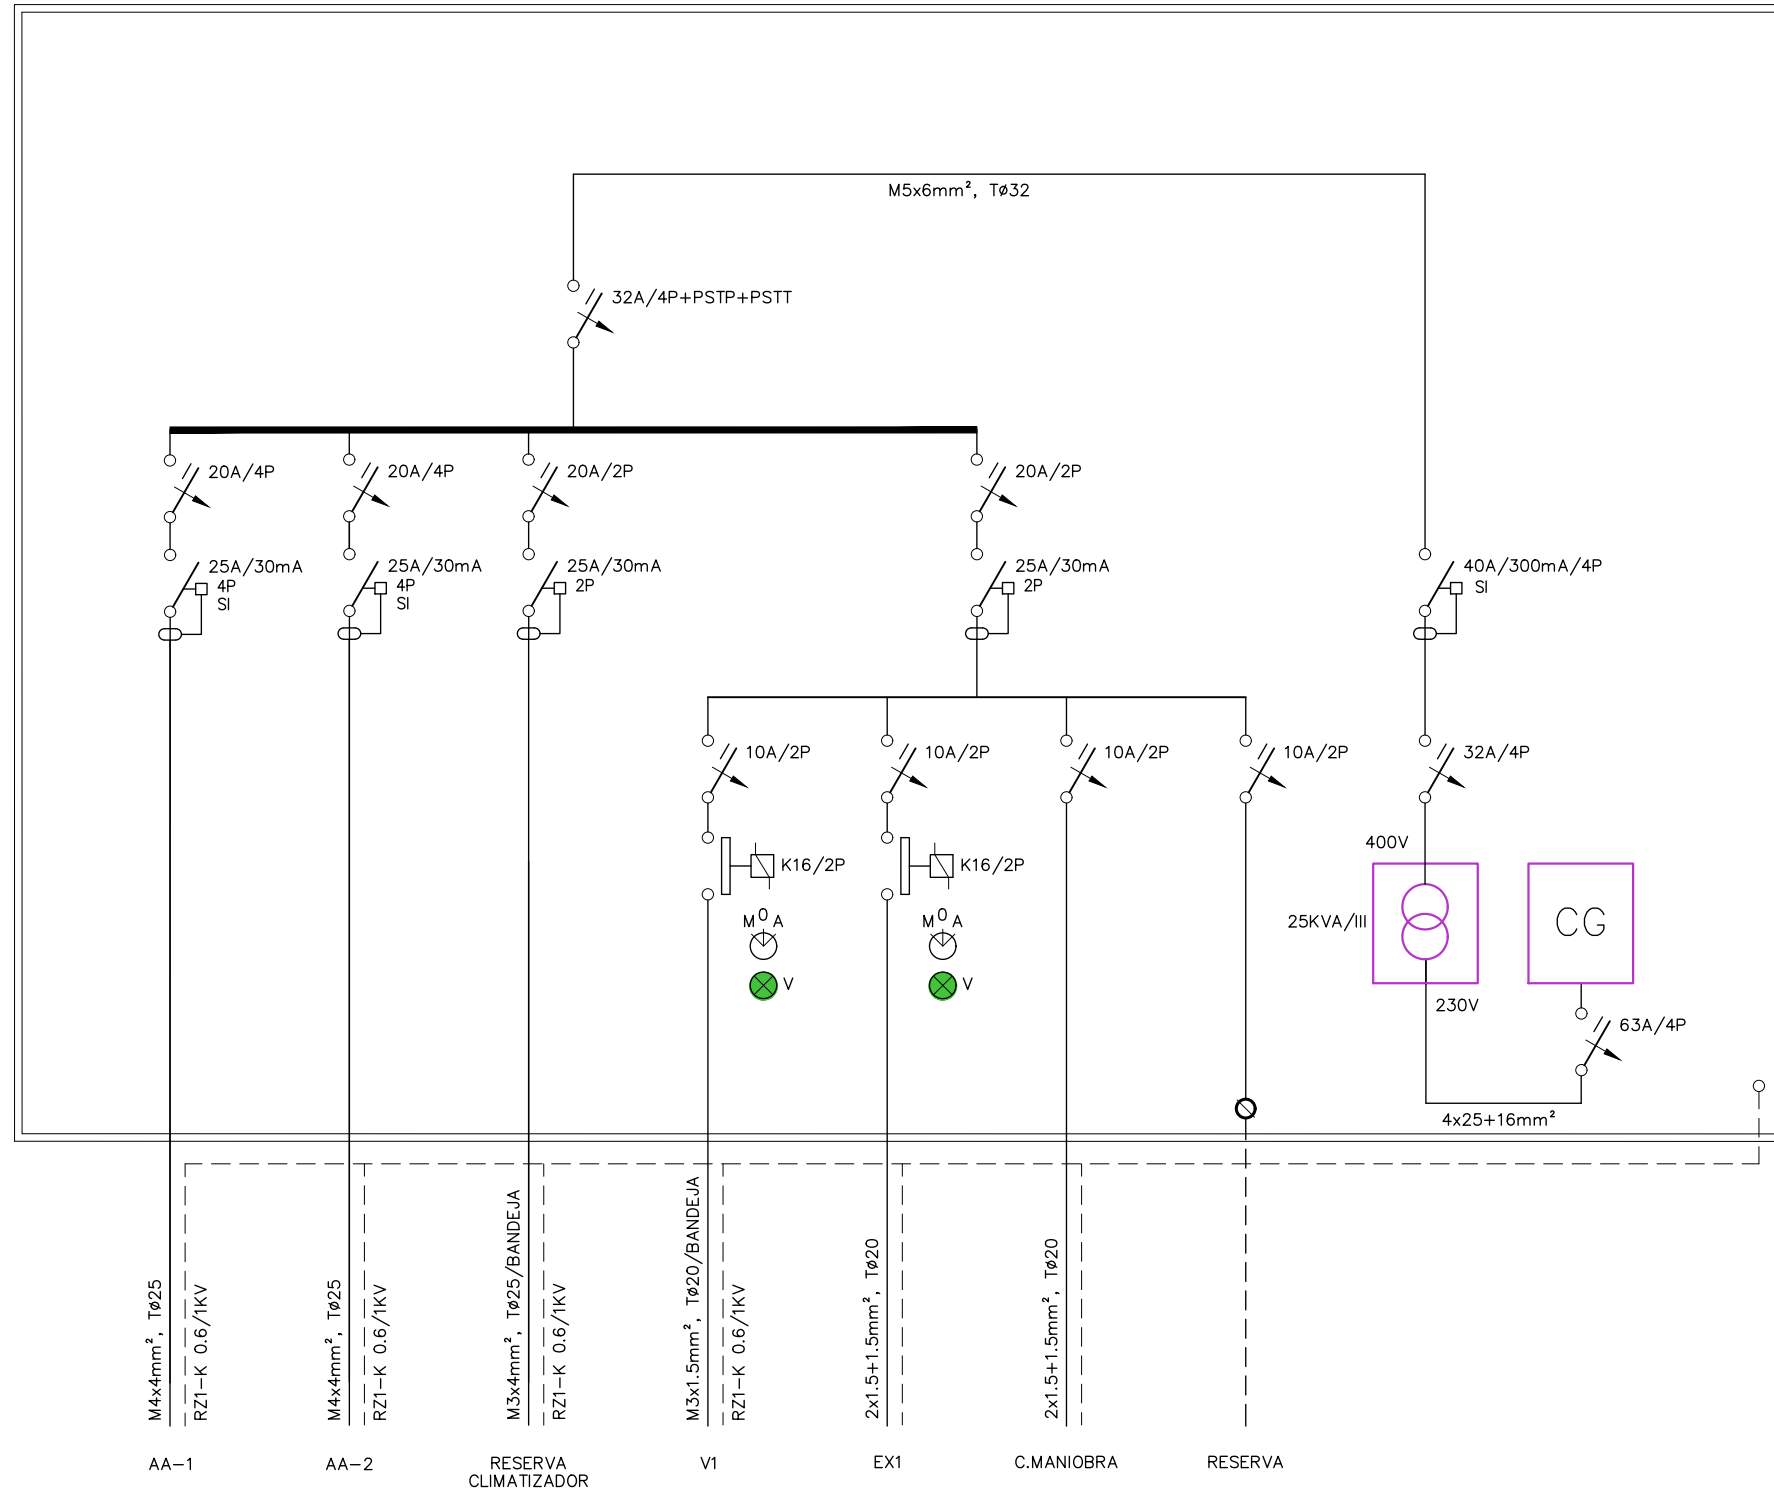 M5x6mm², Tø32
32A/4P+PSTP+PSTT
20A/4P
20A/4P
20A/2P
20A/2P
25A/30mA
4P
SI
25A/30mA
4P
SI
25A/30mA
2P
25A/30mA
2P
40A/300mA/4P
SI
10A/2P
10A/2P
10A/2P
10A/2P
32A/4P
400V
K16/2P
K16/2P
M 0 A
M 0 A
V
V
25KVA/III
CG
230V
63A/4P
4x25+16mm²
M4x4mm², Tø25
RZ1-K 0.6/1KV
M4x4mm², Tø25
RZ1-K 0.6/1KV
M3x4mm², Tø25/BANDEJA
RZ1-K 0.6/1KV
M3x1.5mm², Tø20/BANDEJA
RZ1-K 0.6/1KV
2x1.5+1.5mm², Tø20
2x1.5+1.5mm², Tø20
AA-1
AA-2
RESERVA
CLIMATIZADOR
V1
EX1
C.MANIOBRA
RESERVA